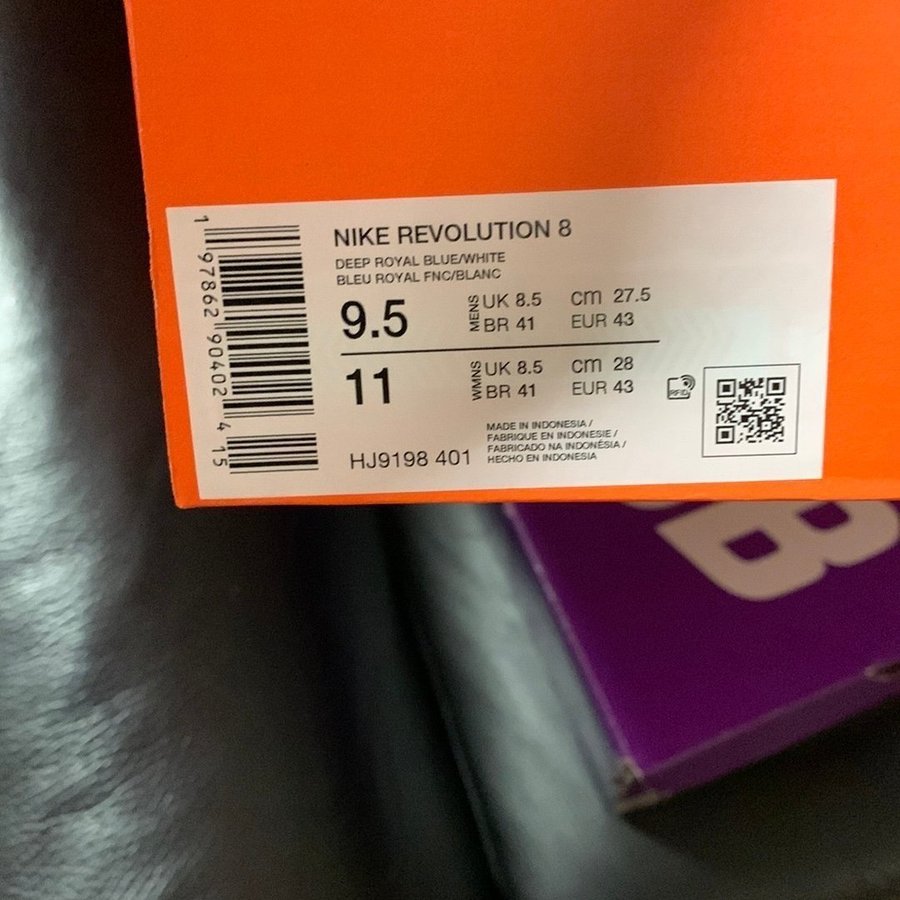 NIKE REVOLUTION 8
DEEP ROYAL BLUE/WHITE
BLEU ROYAL FNC/BLANC
9.5 MENS UK 8.5 cm 27.5
BR 41 EUR 43
11 WMNS UK 8.5 cm 28
BR 41 EUR 43
RFID
MADE IN INDONESIA /
FABRIQUE EN INDONESIE /
FABRICADO NA INDONÉSIA /
HECHO EN INDONESIA
HJ9198 401
1 97862 90402 4 15
B